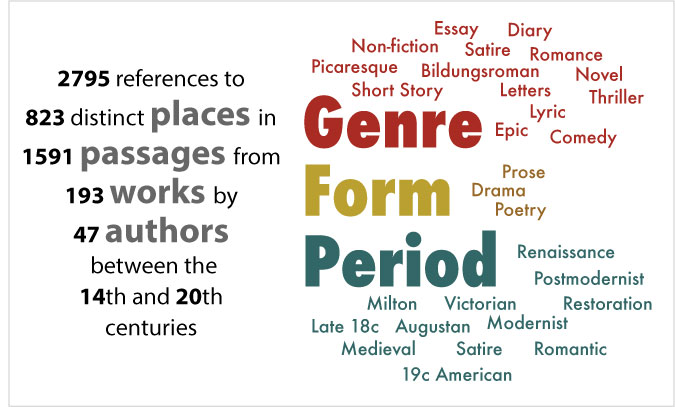 2795 references to
823 distinct places in
1591 passages from
193 works by
47 authors
between the
14th and 20th
centuries
Essay Diary
Non-fiction Satire Romance
Picaresque Bildungsroman Novel
Short Story Letters Thriller
Genre Lyric
Epic Comedy
Prose
Form Drama
Poetry
Period Renaissance
Postmodernist
Milton Victorian Restoration
Late 18c Augustan Modernist
Medieval Satire Romantic
19c American